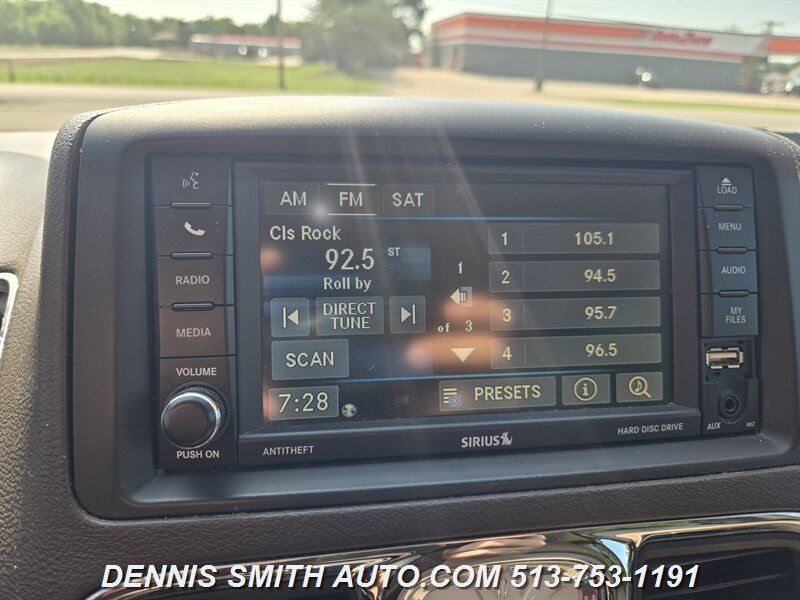 AutoZone
AM FM SAT
Cls Rock
92.5 ST
Roll by
DIRECT
TUNE
SCAN
7:28
1
of 3
1 105.1
2 94.5
3 95.7
4 96.5
PRESETS
RADIO
MEDIA
VOLUME
PUSH ON
LOAD
MENU
AUDIO
MY
FILES
AUX RBZ
ANTITHEFT
SIRIUS
HARD DISC DRIVE
DENNIS SMITH AUTO.COM 513-753-1191